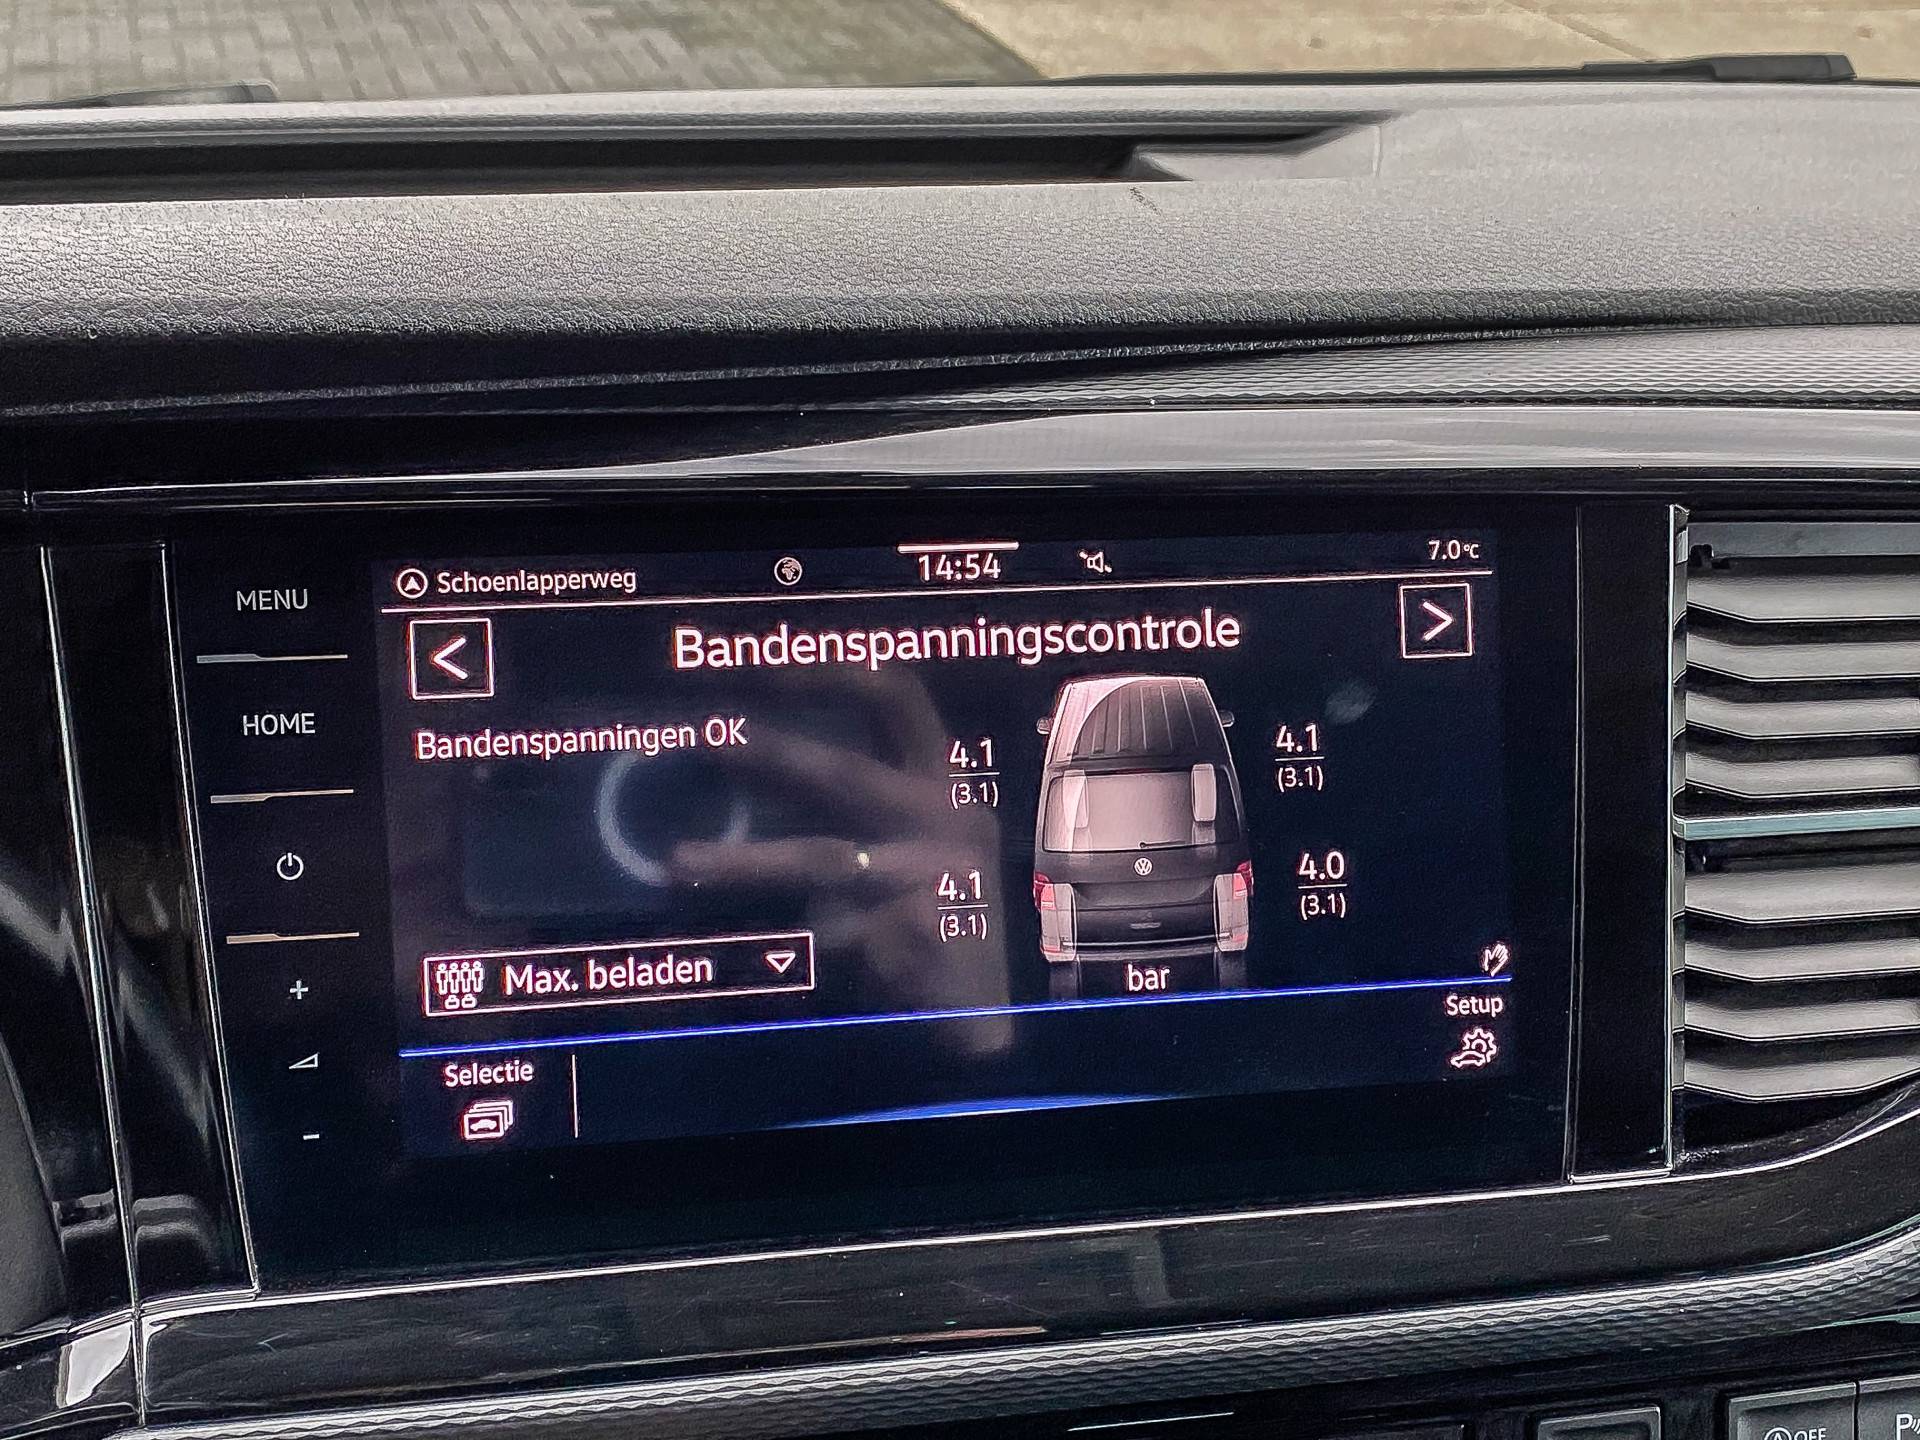 MENU
HOME
Schoenlapperweg
14:54
7.0°C
<
Bandenspanningscontrole
>
Bandenspanningen OK
4.1
(3.1)
4.1
(3.1)
4.1
(3.1)
4.0
(3.1)
Max. beladen
bar
Setup
Selectie
+
-
OFF
P